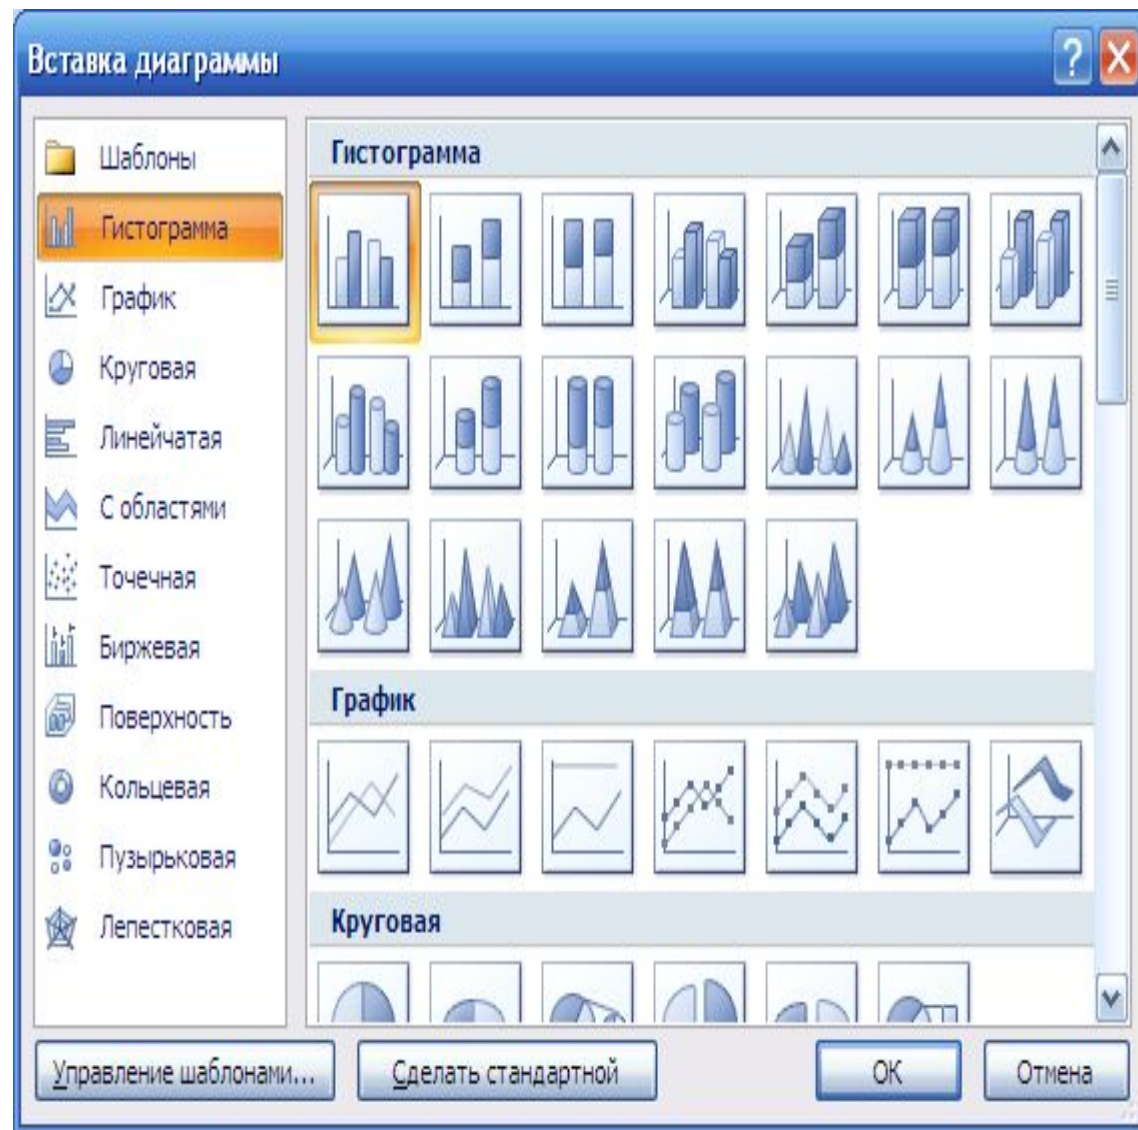 Вставка диаграммы
Шаблоны
Гистограмма
График
Круговая
Линейчатая
С областями
Точечная
Биржевая
Поверхность
Кольцевая
Пузырьковая
Лепестковая
Гистограмма
График
Круговая
Управление шаблонами...
Сделать стандартной
ОК
Отмена